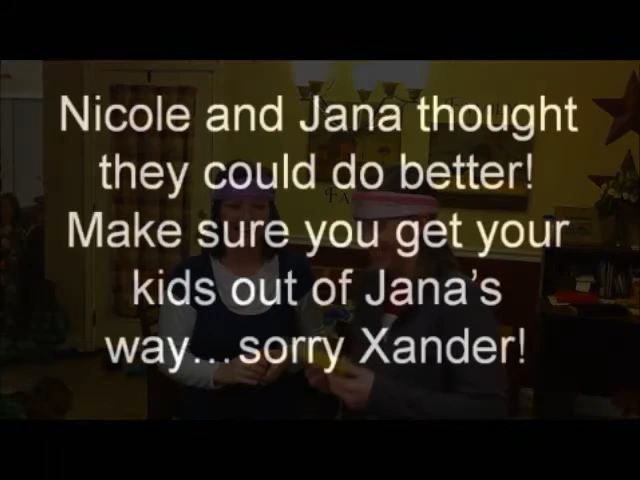 Nicole and Jana thought
they could do better!
Make sure you get your
kids out of Jana's
way...sorry Xander!